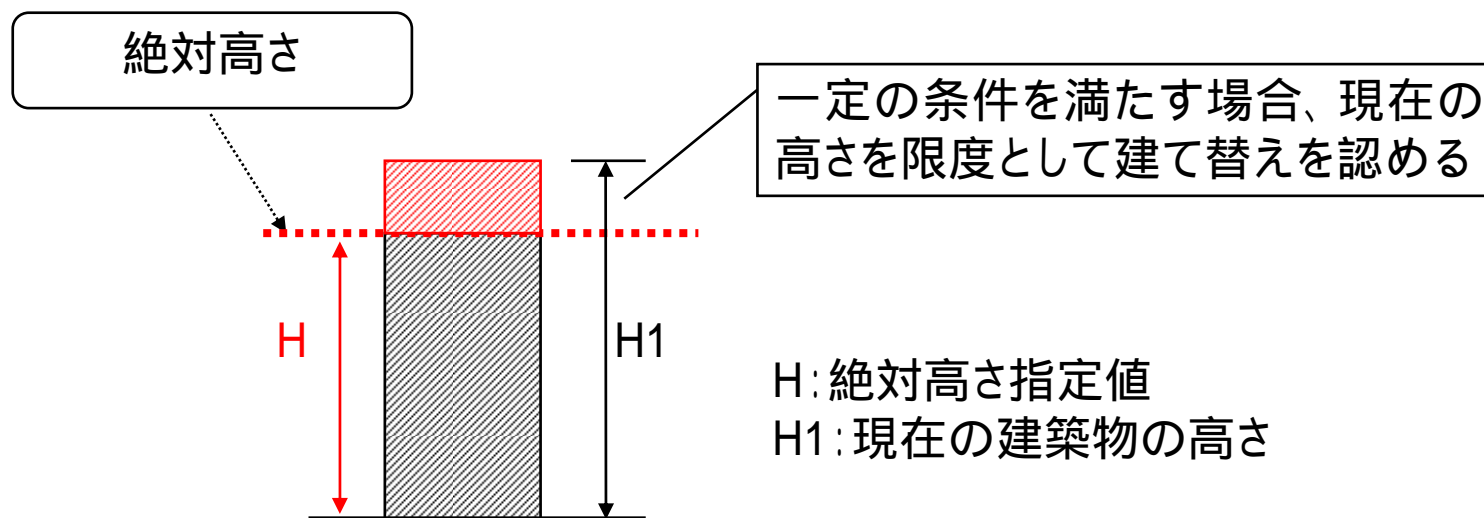 絶対高さ
一定の条件を満たす場合、現在の
高さを限度として建て替えを認める
H
H1
H:絶対高さ指定値
H1:現在の建築物の高さ